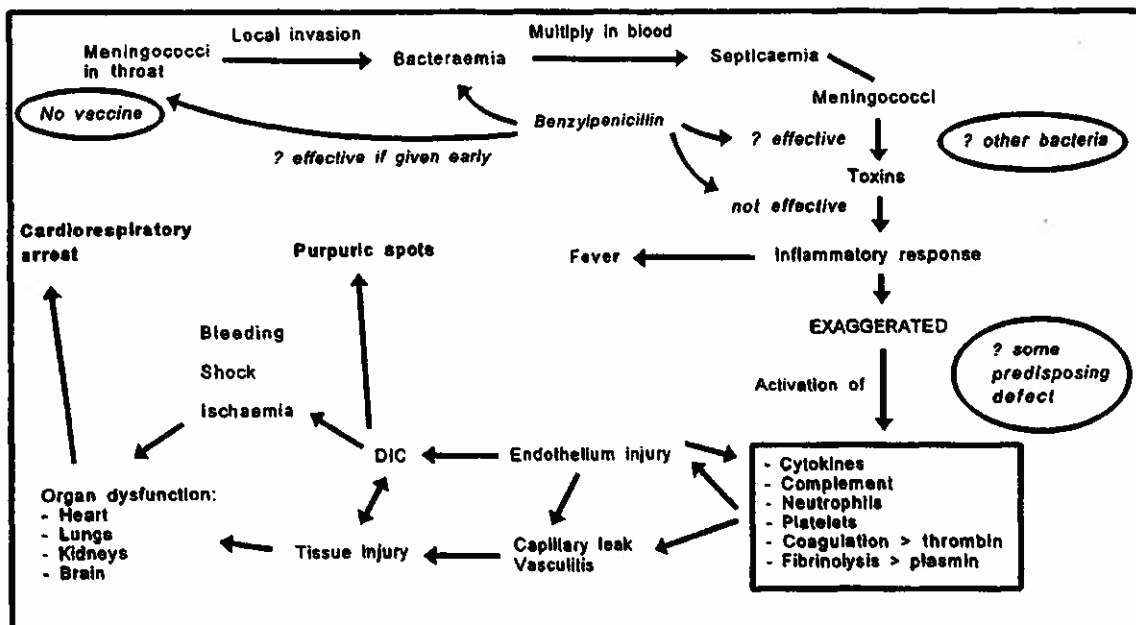 Local invasion
Multiply in blood
Meningococci
in throat
Bacteraemia
Septicaemia
No veccine
Meningococci
Benzylpenicillin
? effective
? other bacteria
? effective if given early
Toxins
not effective
Cardiorespiratory
arrest
Purpuric spots
Fever
Inflammatory response
EXAGGERATED
Bleeding
Shock
Ischaemia
Activation of
? some
predisposing
defect
DIC
Endothelium injury
- Cytokines
- Complement
- Neutrophils
- Platelets
- Coagulation > thrombin
- Fibrinolysis > plasmin
Organ dysfunction:
- Heart
- Lungs
- Kidneys
- Brain
Tissue Injury
Capillary leak
Vasculitis